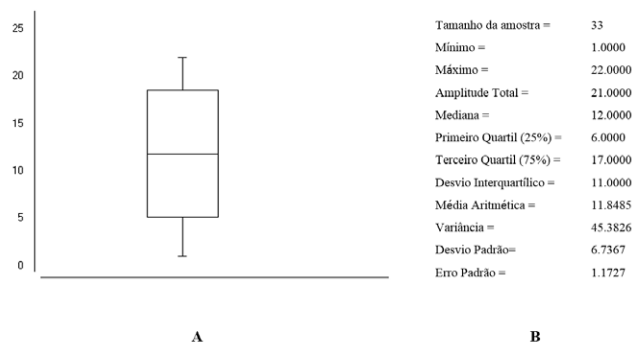 25
20
15
10
5
0
A
Tamanho da amostra = 33
Mínimo = 1.0000
Máximo = 22.0000
Amplitude Total = 21.0000
Mediana = 12.0000
Primeiro Quartil (25%) = 6.0000
Terceiro Quartil (75%) = 17.0000
Desvio Interquartílico = 11.0000
Média Aritmética = 11.8485
Variância = 45.3826
Desvio Padrão= 6.7367
Erro Padrão = 1.1727
B